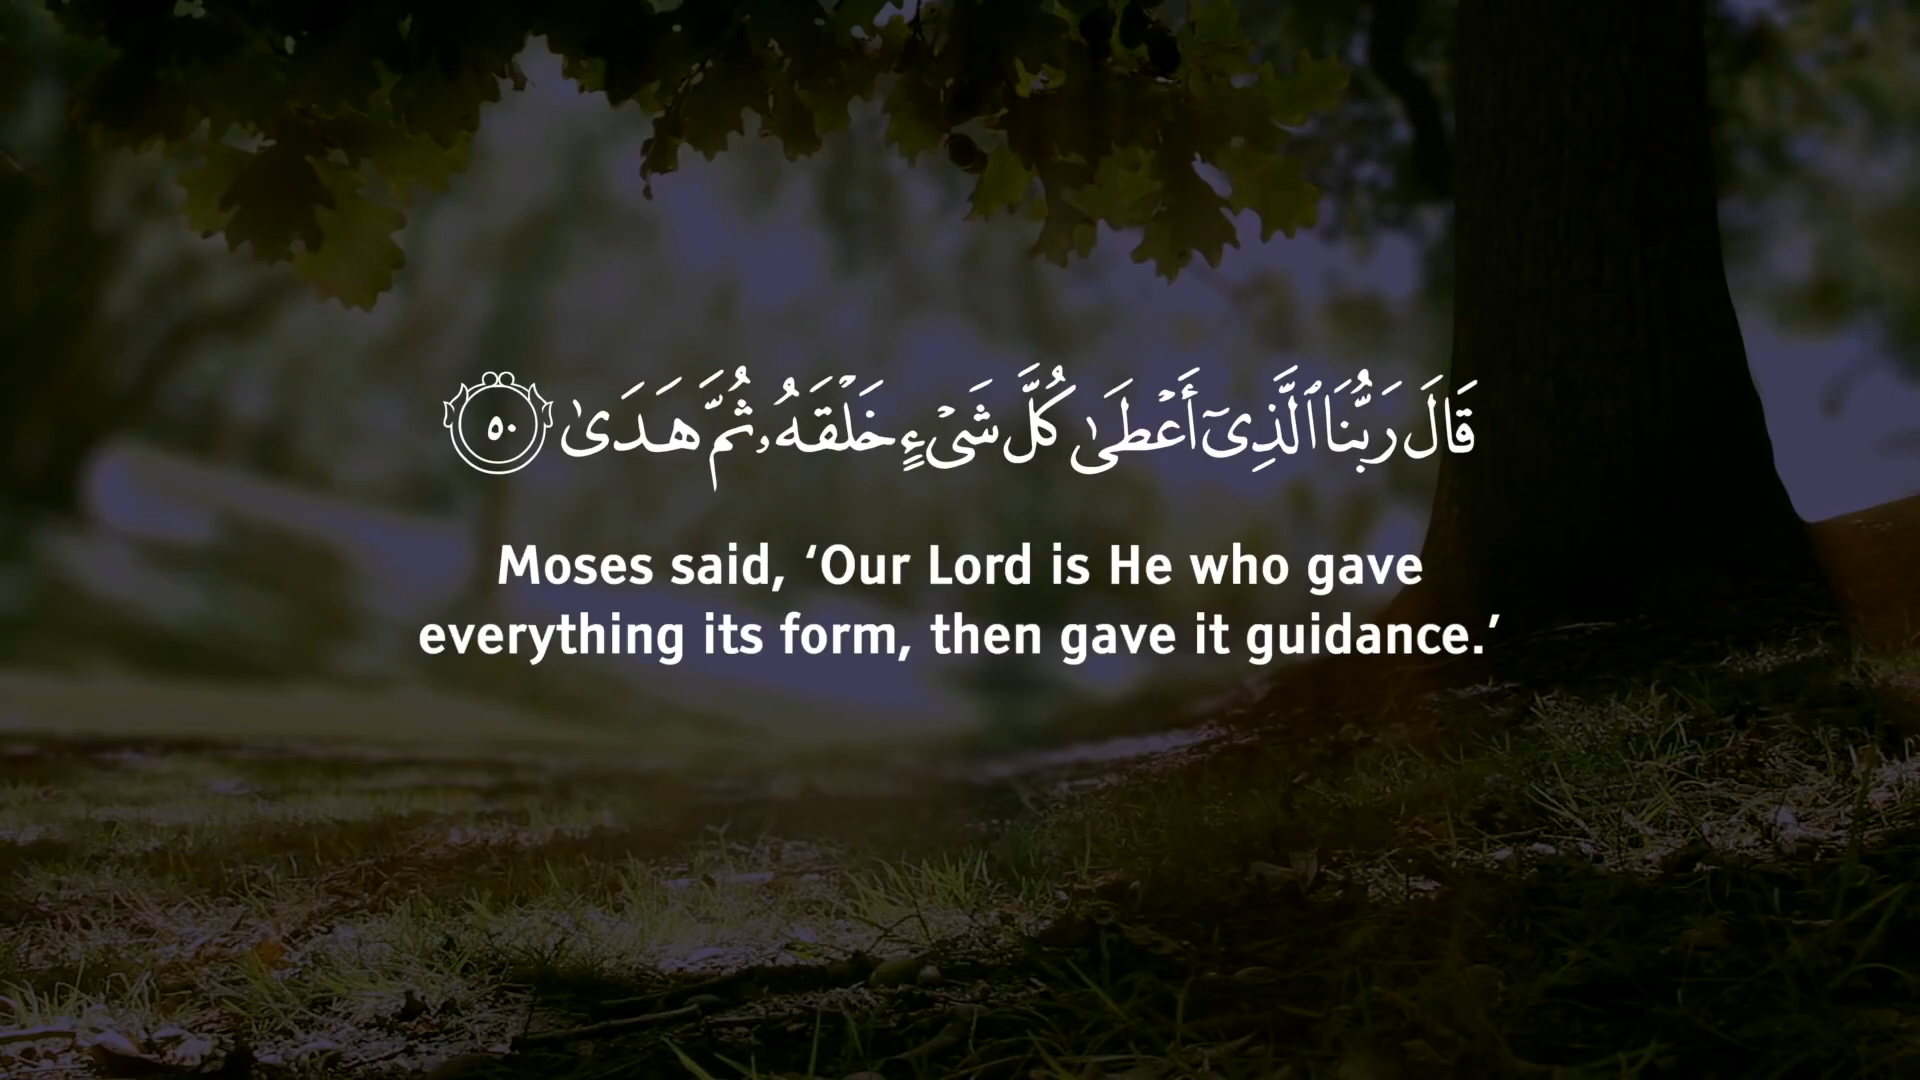 قَالَ رَبُّنَا ٱلَّذِىٓ أَعْطَىٰ كُلَّ شَىْءٍ خَلْقَهُۥ ثُمَّ هَدَىٰ ٥٠
Moses said, ‘Our Lord is He who gave
everything its form, then gave it guidance.’